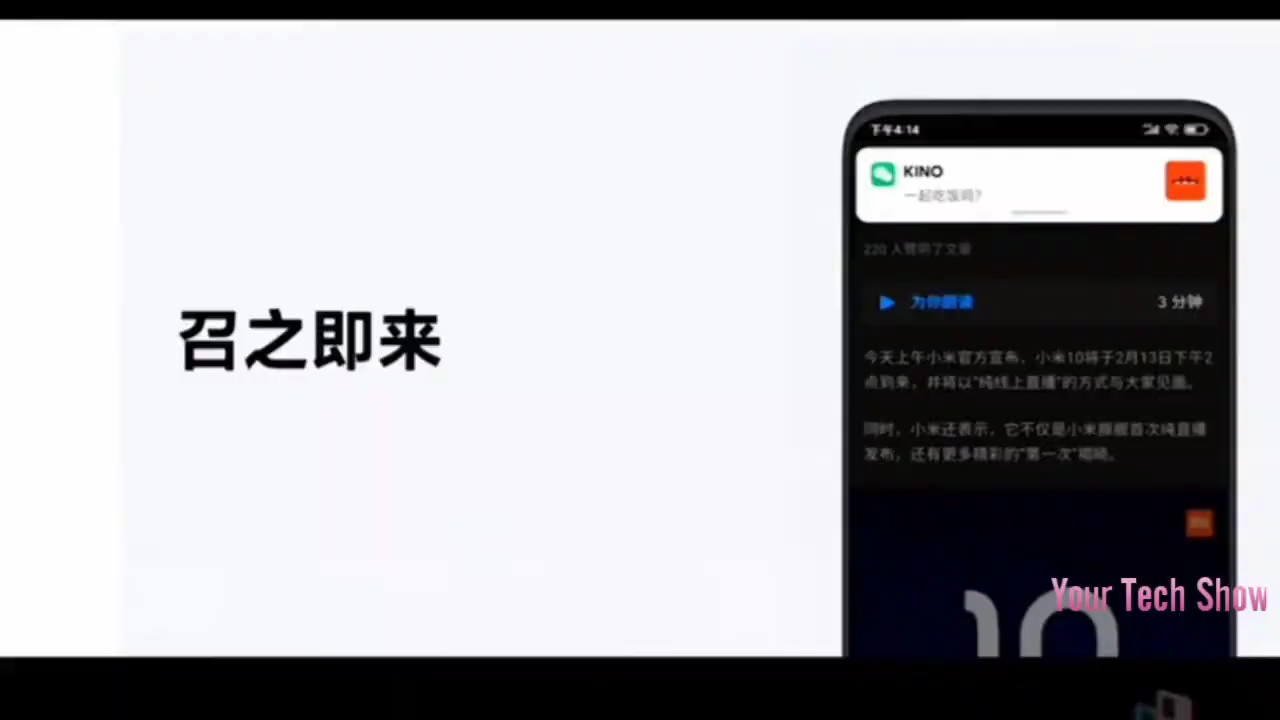 召之即来
下午4:14
KINO
一起吃饭吗?
220 人赞同了文章
为你朗读
3 分钟
今天上午小米官方宣布，小米10将于2月13日下午2
点到来，并将以"纯线上直播"的方式与大家见面。
同时，小米还表示，它不仅是小米旗舰首次纯直播
发布，还有更多精彩的"第一次"揭晓。
10
Your Tech Show